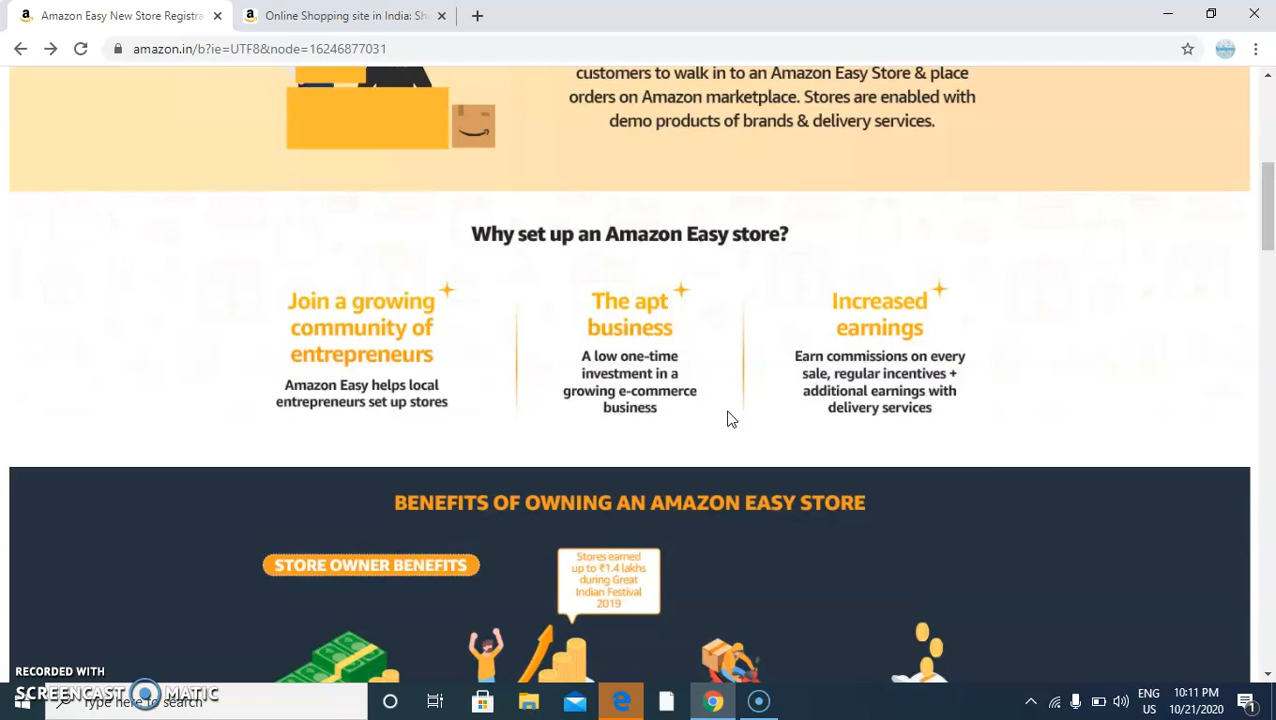 Amazon Easy New Store Registra
Online Shopping site in India: Sh
amazon.in/b?ie=UTF8&node=16246877031
customers to walk in to an Amazon Easy Store & place
orders on Amazon marketplace. Stores are enabled with
demo products of brands & delivery services.
Why set up an Amazon Easy store?
Join a growing
community of
entrepreneurs
Amazon Easy helps local
entrepreneurs set up stores
The apt
business
A low one-time
investment in a
growing e-commerce
business
Increased
earnings
Earn commissions on every
sale, regular incentives +
additional earnings with
delivery services
BENEFITS OF OWNING AN AMAZON EASY STORE
STORE OWNER BENEFITS
Stores earned
up to ₹1.4 lakhs
during Great
Indian Festival
2019
RECORDED WITH
SCREENCAST MATIC
Type here to search
ENG
US
10:11 PM
10/21/2020
1